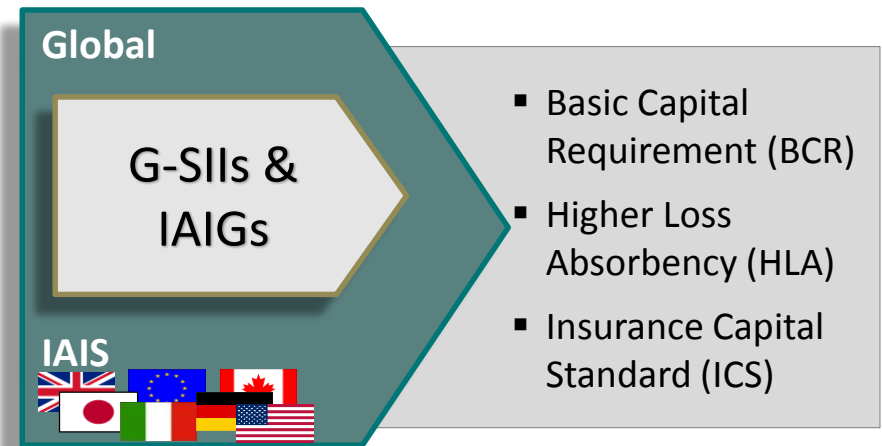 Global
G-SIIs &
IAIGs
IAIS
▪ Basic Capital
Requirement (BCR)
▪ Higher Loss
Absorbency (HLA)
▪ Insurance Capital
Standard (ICS)